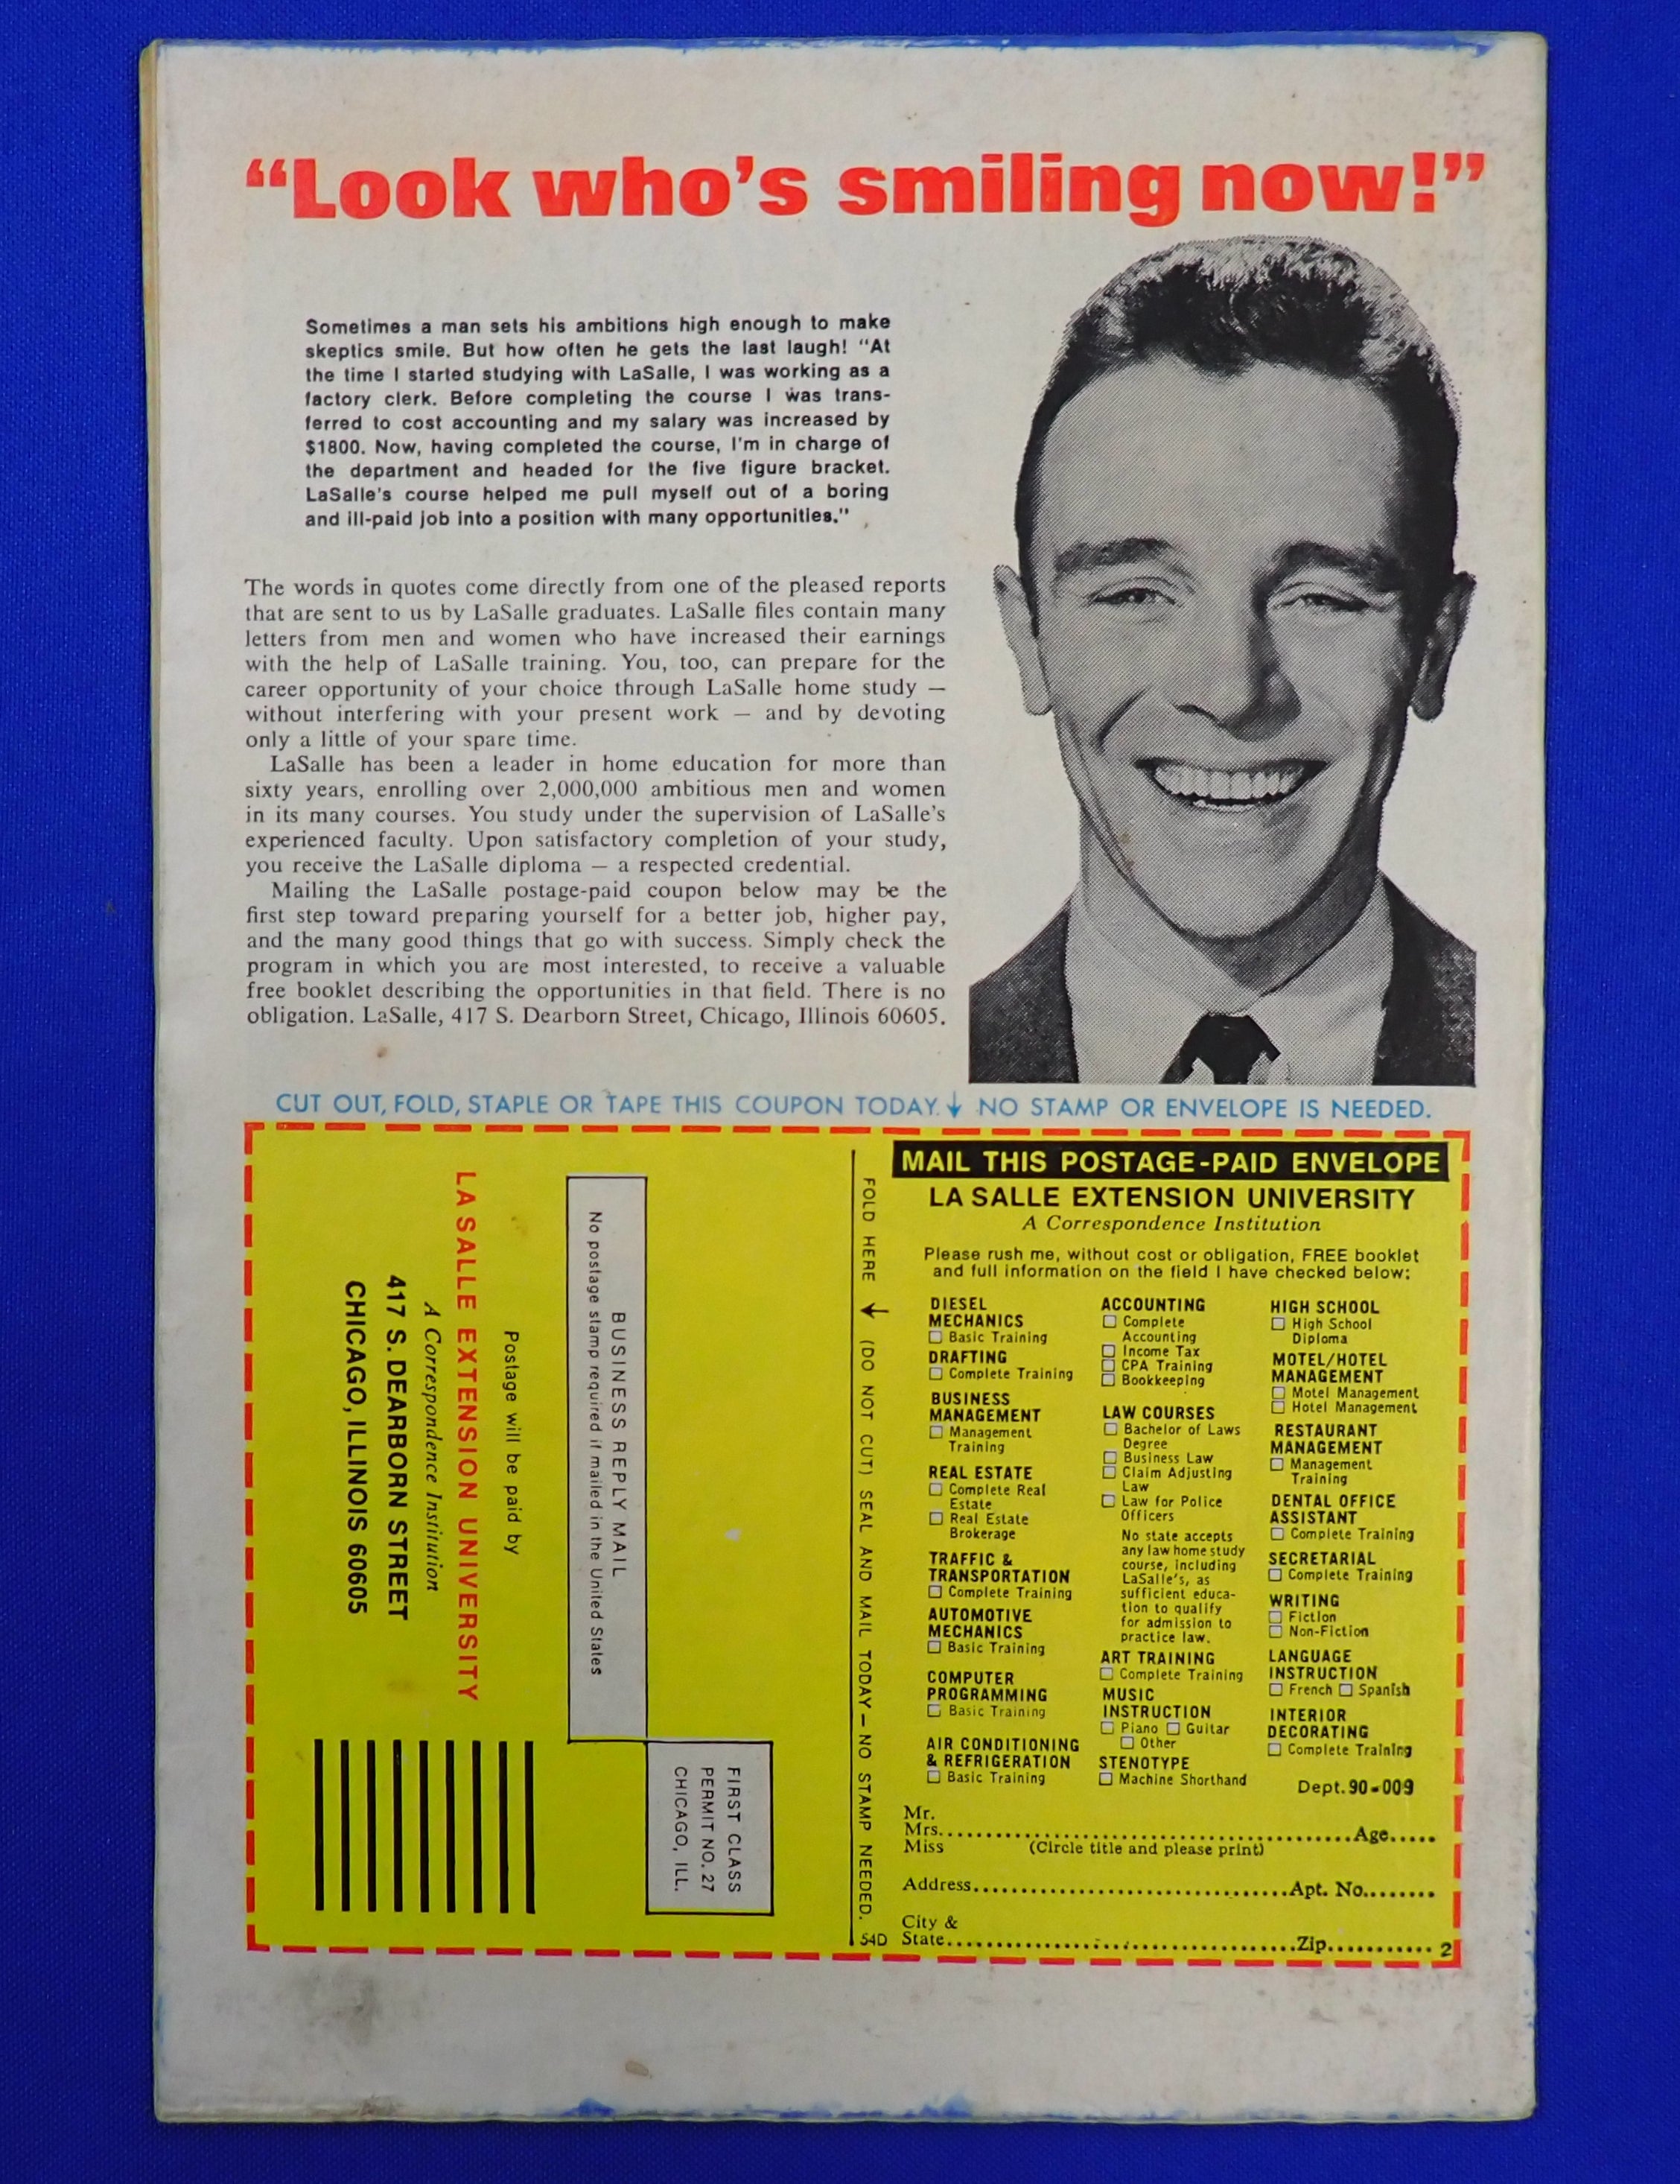 “Look who’s smiling now!”
Sometimes a man sets his ambitions high enough to make
skeptics smile. But how often he gets the last laugh! “At
the time I started studying with LaSalle, I was working as a
factory clerk. Before completing the course I was trans-
ferred to cost accounting and my salary was increased by
$1800. Now, having completed the course, I’m in charge of
the department and headed for the five figure bracket.
LaSalle’s course helped me pull myself out of a boring
and ill-paid job into a position with many opportunities.”
The words in quotes come directly from one of the pleased reports
that are sent to us by LaSalle graduates. LaSalle files contain many
letters from men and women who have increased their earnings
with the help of LaSalle training. You, too, can prepare for the
career opportunity of your choice through LaSalle home study —
without interfering with your present work — and by devoting
only a little of your spare time.
LaSalle has been a leader in home education for more than
sixty years, enrolling over 2,000,000 ambitious men and women
in its many courses. You study under the supervision of LaSalle’s
experienced faculty. Upon satisfactory completion of your study,
you receive the LaSalle diploma — a respected credential.
Mailing the LaSalle postage-paid coupon below may be the
first step toward preparing yourself for a better job, higher pay,
and the many good things that go with success. Simply check the
program in which you are most interested, to receive a valuable
free booklet describing the opportunities in that field. There is no
obligation. LaSalle, 417 S. Dearborn Street, Chicago, Illinois 60605.
CUT OUT, FOLD, STAPLE OR TAPE THIS COUPON TODAY. ↓ NO STAMP OR ENVELOPE IS NEEDED.
FIRST CLASS
PERMIT NO. 27
CHICAGO, ILL.
BUSINESS REPLY MAIL
No postage stamp required if mailed in the United States
Postage will be paid by
LA SALLE EXTENSION UNIVERSITY
A Correspondence Institution
417 S. DEARBORN STREET
CHICAGO, ILLINOIS 60605
FOLD HERE ↓ (DO NOT CUT) SEAL AND MAIL TODAY — NO STAMP NEEDED.
54D
MAIL THIS POSTAGE-PAID ENVELOPE
LA SALLE EXTENSION UNIVERSITY
A Correspondence Institution
Please rush me, without cost or obligation, FREE booklet
and full information on the field I have checked below:
DIESEL
MECHANICS
☐ Basic Training
DRAFTING
☐ Complete Training
BUSINESS
MANAGEMENT
☐ Management
Training
REAL ESTATE
☐ Complete Real
Estate
☐ Real Estate
Brokerage
TRAFFIC &
TRANSPORTATION
☐ Complete Training
AUTOMOTIVE
MECHANICS
☐ Basic Training
COMPUTER
PROGRAMMING
☐ Basic Training
AIR CONDITIONING
& REFRIGERATION
☐ Basic Training
ACCOUNTING
☐ Complete
Accounting
☐ Income Tax
☐ CPA Training
☐ Bookkeeping
LAW COURSES
☐ Bachelor of Laws
Degree
☐ Business Law
☐ Claim Adjusting
Law
☐ Law for Police
Officers
No state accepts
any law home study
course, including
LaSalle’s, as
sufficient educa-
tion to qualify
for admission to
practice law.
ART TRAINING
☐ Complete Training
MUSIC
INSTRUCTION
☐ Piano ☐ Guitar
☐ Other
STENOTYPE
☐ Machine Shorthand
HIGH SCHOOL
☐ High School
Diploma
MOTEL/HOTEL
MANAGEMENT
☐ Motel Management
☐ Hotel Management
RESTAURANT
MANAGEMENT
☐ Management
Training
DENTAL OFFICE
ASSISTANT
☐ Complete Training
SECRETARIAL
☐ Complete Training
WRITING
☐ Fiction
☐ Non-Fiction
LANGUAGE
INSTRUCTION
☐ French ☐ Spanish
INTERIOR
DECORATING
☐ Complete Training
Dept. 90-009
Mr.
Mrs. Age
Miss (Circle title and please print)
Address Apt. No.
City &
State Zip 2